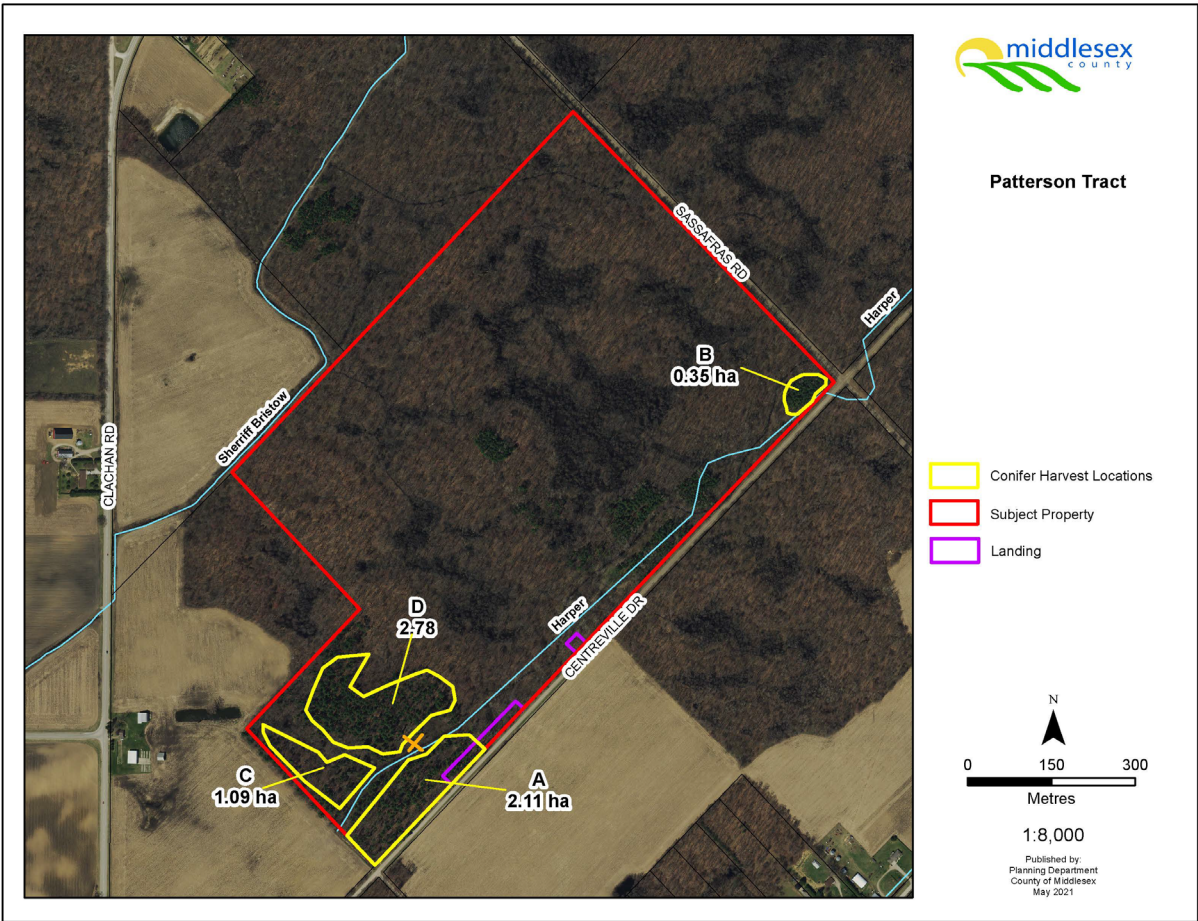 middlesex
county
Patterson Tract
SASSAFRAS RD
Harper
B
0.35 ha
Sherriff Bristow
CLACHAN RD
Conifer Harvest Locations
Subject Property
Landing
D
2.78
Harper
CENTREVILLE DR
C
1.09 ha
A
2.11 ha
N
0 150 300
Metres
1:8,000
Published by:
Planning Department
County of Middlesex
May 2021